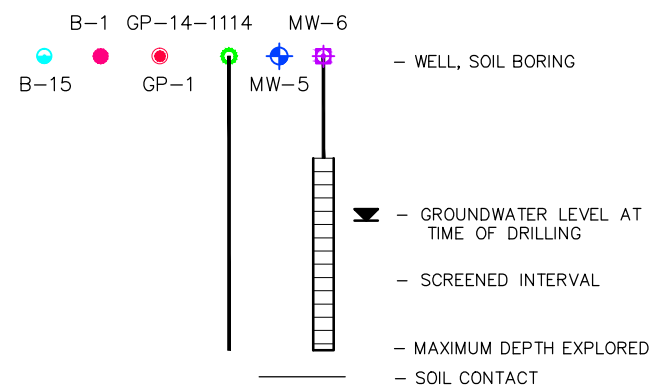 B-1 GP-14-1114 MW-6
B-15 GP-1 MW-5
– WELL, SOIL BORING
– GROUNDWATER LEVEL AT
TIME OF DRILLING
– SCREENED INTERVAL
– MAXIMUM DEPTH EXPLORED
– SOIL CONTACT